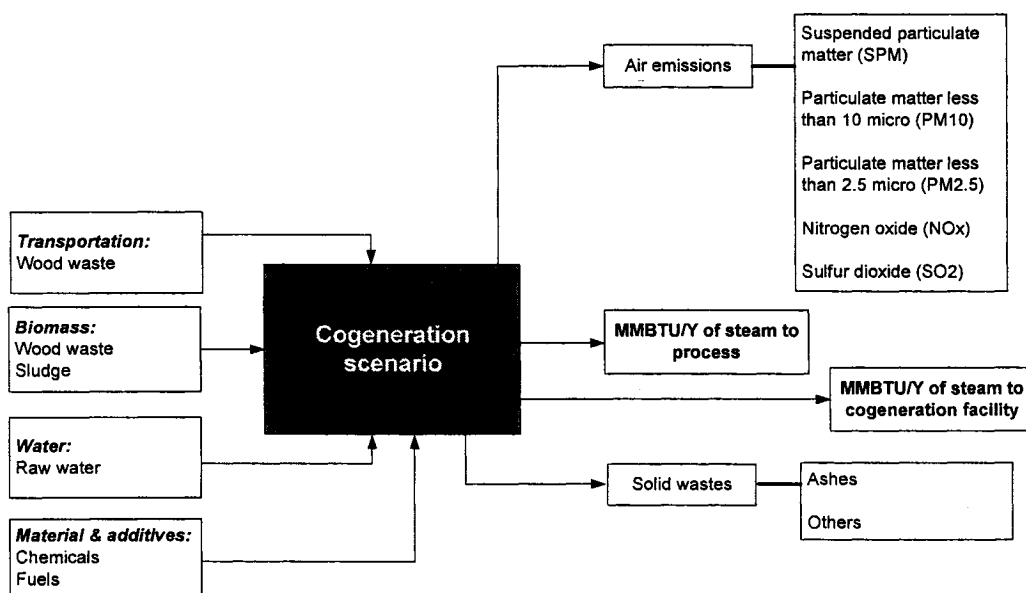 Transportation:
Wood waste
Biomass:
Wood waste
Sludge
Water:
Raw water
Material & additives:
Chemicals
Fuels
Cogeneration
scenario
Air emissions
Suspended particulate
matter (SPM)
Particulate matter less
than 10 micro (PM10)
Particulate matter less
than 2.5 micro (PM2.5)
Nitrogen oxide (NOx)
Sulfur dioxide (SO2)
MMBTU/Y of steam to
process
MMBTU/Y of steam to
cogeneration facility
Solid wastes
Ashes
Others